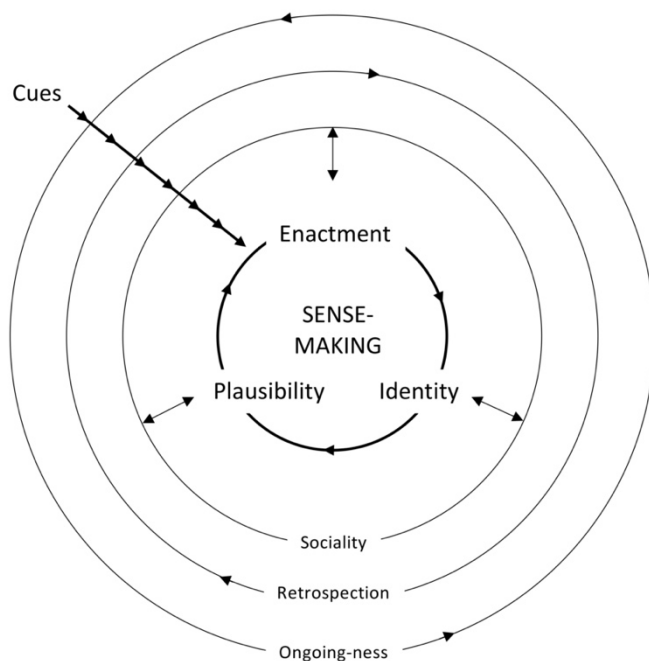 Cues
Enactment
SENSE-
MAKING
Plausibility
Identity
Sociality
Retrospection
Ongoing-ness